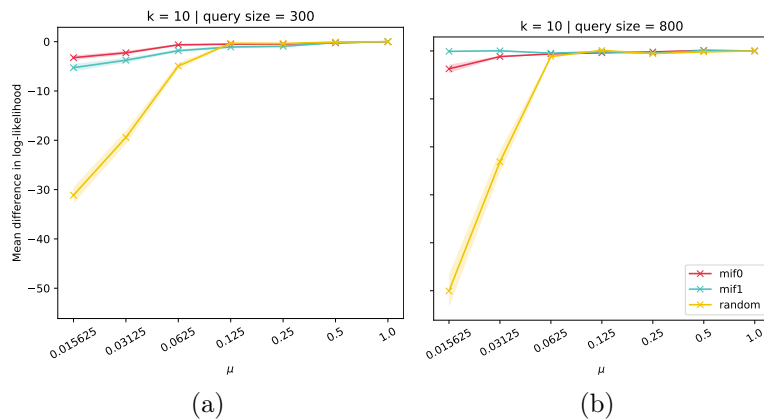 k = 10 | query size = 300
Mean difference in log-likelihood
0
−10
−20
−30
−40
−50
0.015625
0.03125
0.0625
0.125
0.25
0.5
1.0
μ
(a)
k = 10 | query size = 800
mif0
mif1
random
0.015625
0.03125
0.0625
0.125
0.25
0.5
1.0
μ
(b)